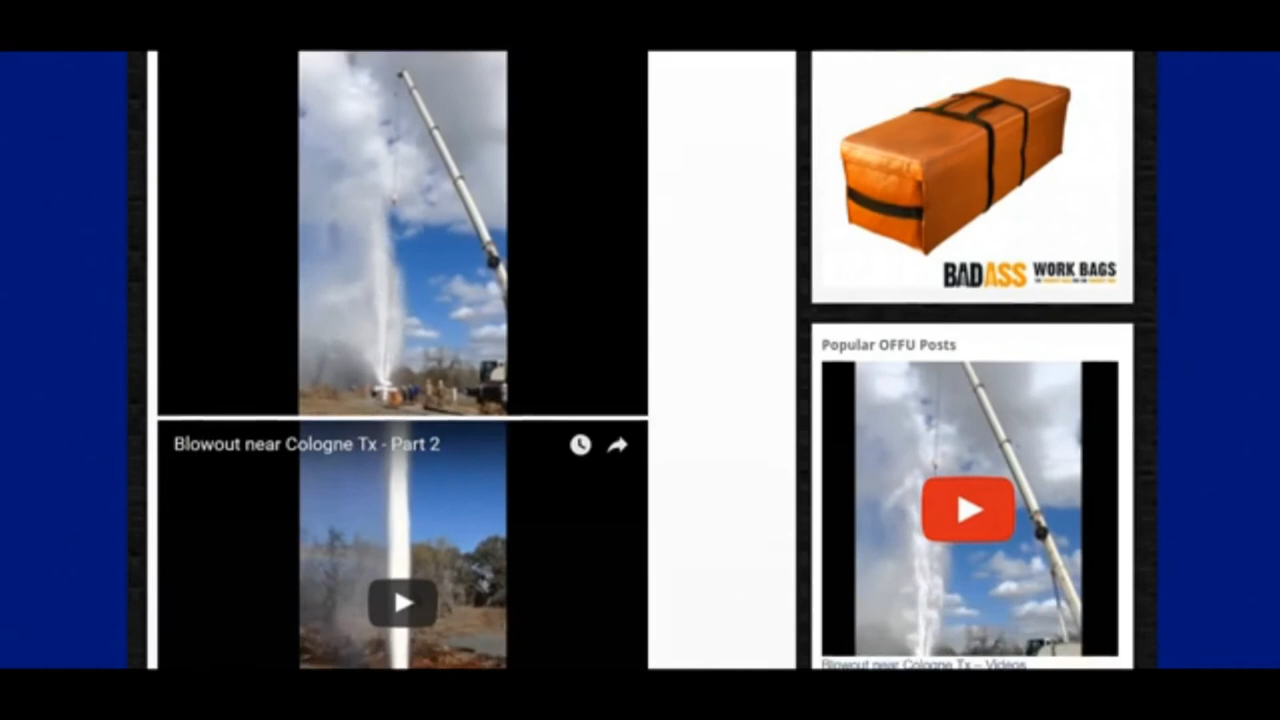 Blowout near Cologne Tx - Part 2
BADASS WORK BAGS
Popular OFFU Posts
Blowout near Cologne Tx – Videos